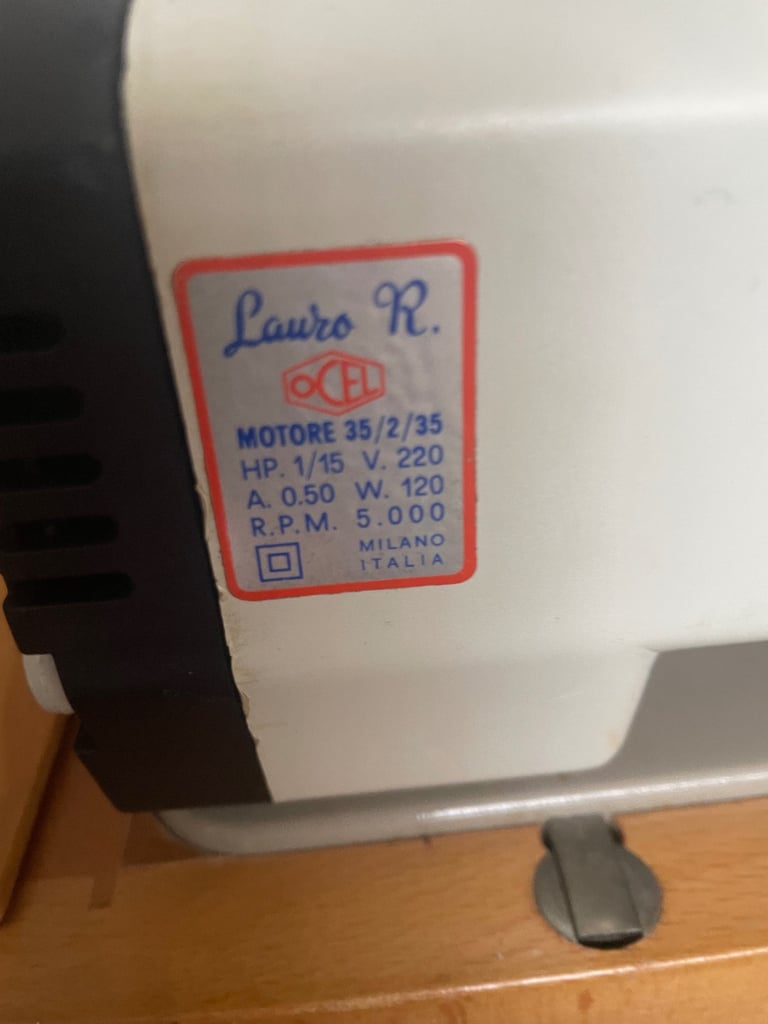 Lauro R.
OCEL
MOTORE 35/2/35
HP. 1/15 V. 220
A. 0.50 W. 120
R.P.M. 5.000
MILANO
ITALIA